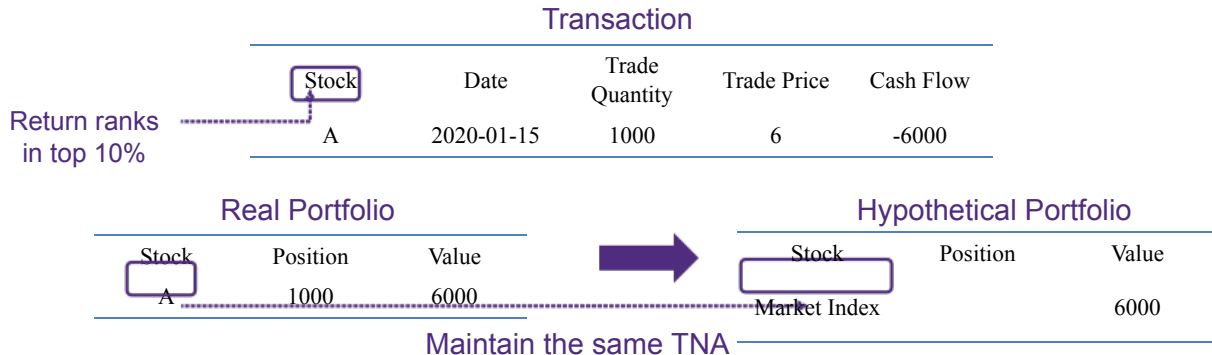 Transaction
Stock Date Trade Quantity Trade Price Cash Flow
Return ranks in top 10%
A 2020-01-15 1000 6 -6000
Real Portfolio
Hypothetical Portfolio
Stock Position Value
A 1000 6000
Stock Position Value
Market Index 6000
Maintain the same TNA